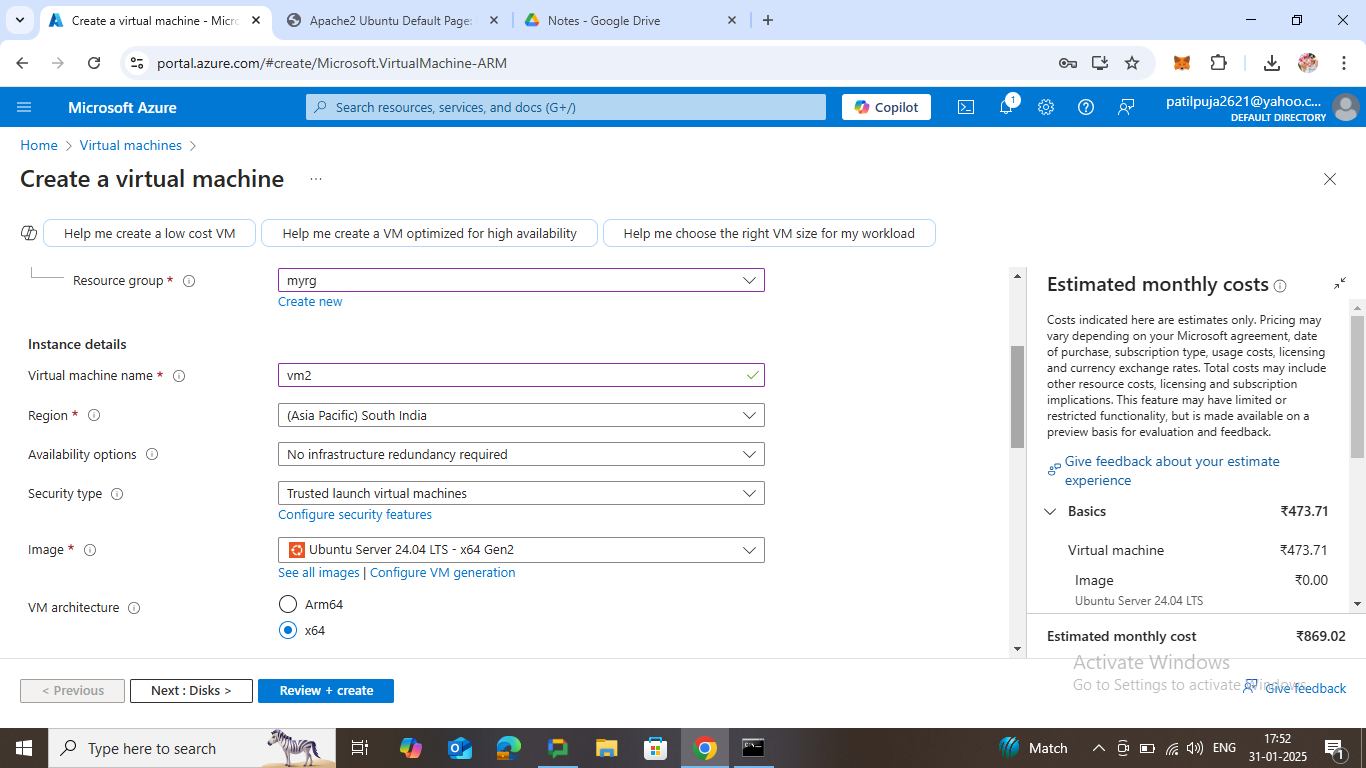 Create a virtual machine - Micro
Apache2 Ubuntu Default Page:
Notes - Google Drive
portal.azure.com/#create/Microsoft.VirtualMachine-ARM
Microsoft Azure
Search resources, services, and docs (G+/)
Copilot
1
patilpuja2621@yahoo.c...
DEFAULT DIRECTORY
Home > Virtual machines >
Create a virtual machine ...
Help me create a low cost VM
Help me create a VM optimized for high availability
Help me choose the right VM size for my workload
Resource group *
myrg
Create new
Instance details
Virtual machine name *
vm2
Region *
(Asia Pacific) South India
Availability options
No infrastructure redundancy required
Security type
Trusted launch virtual machines
Configure security features
Image *
Ubuntu Server 24.04 LTS - x64 Gen2
See all images | Configure VM generation
VM architecture
Arm64
x64
Estimated monthly costs
Costs indicated here are estimates only. Pricing may
vary depending on your Microsoft agreement, date
of purchase, subscription type, usage costs, licensing
and currency exchange rates. Total costs may include
other resource costs, licensing and subscription
implications. This feature may have limited or
restricted functionality, but is made available on a
preview basis for evaluation and feedback.
Give feedback about your estimate
experience
Basics ₹473.71
Virtual machine ₹473.71
Image ₹0.00
Ubuntu Server 24.04 LTS
Estimated monthly cost ₹869.02
Activate Windows
Go to Settings to activate Windows.
Give feedback
< Previous
Next : Disks >
Review + create
Type here to search
Match
ENG
17:52
31-01-2025
1